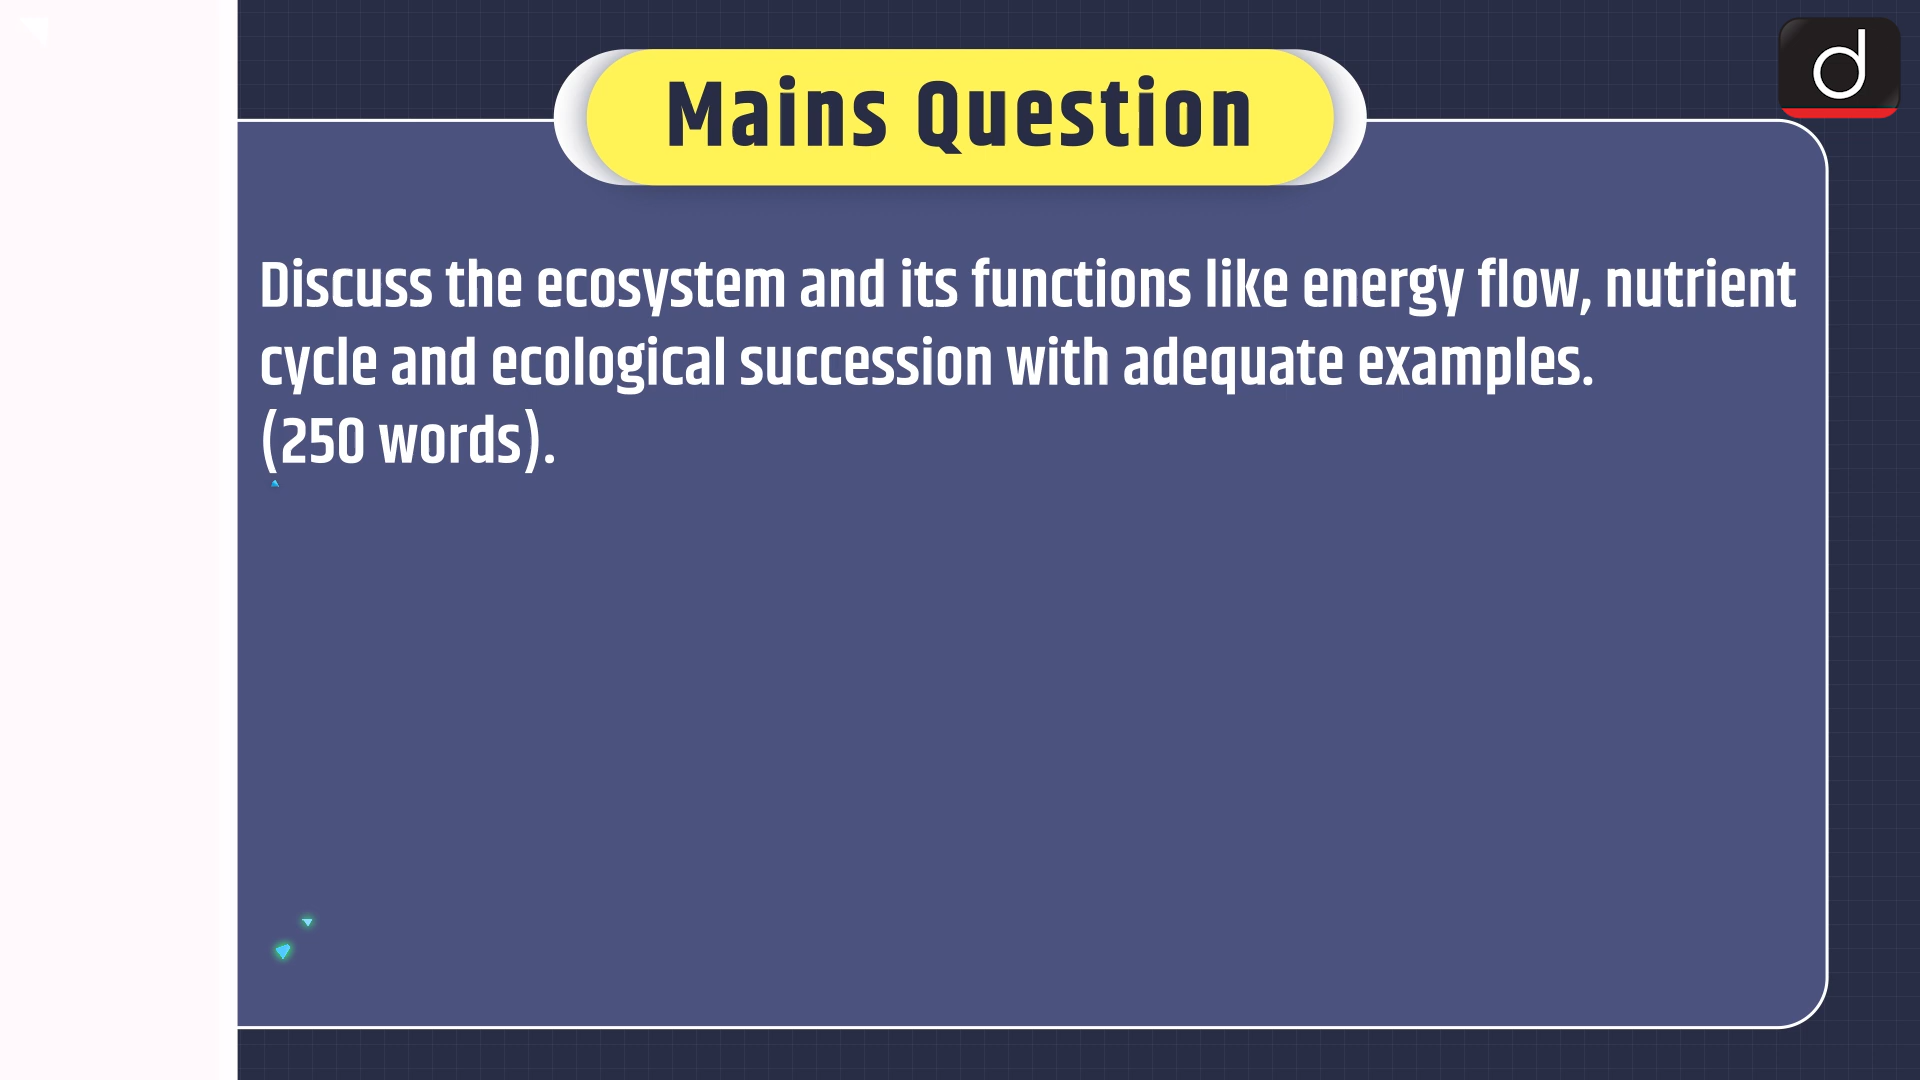 Mains Question
d
Discuss the ecosystem and its functions like energy flow, nutrient
cycle and ecological succession with adequate examples.
(250 words).